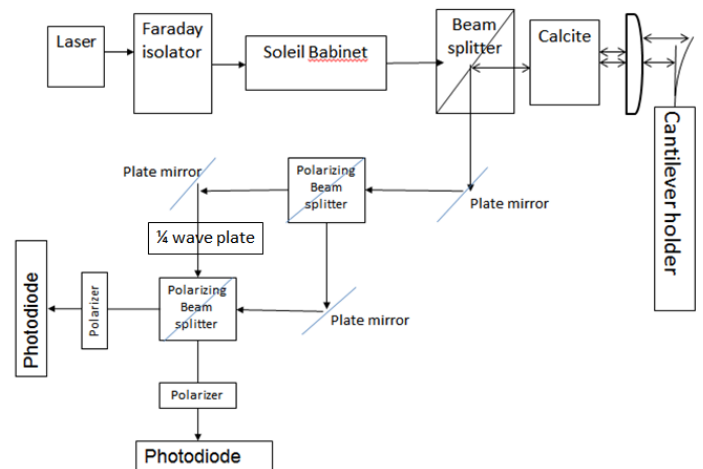 Laser
Faraday
isolator
Soleil Babinet
Beam
splitter
Calcite
Cantilever holder
Plate mirror
Polarizing
Beam
splitter
Plate mirror
¼ wave plate
Photodiode
Polarizer
Polarizing
Beam
splitter
Plate mirror
Polarizer
Photodiode